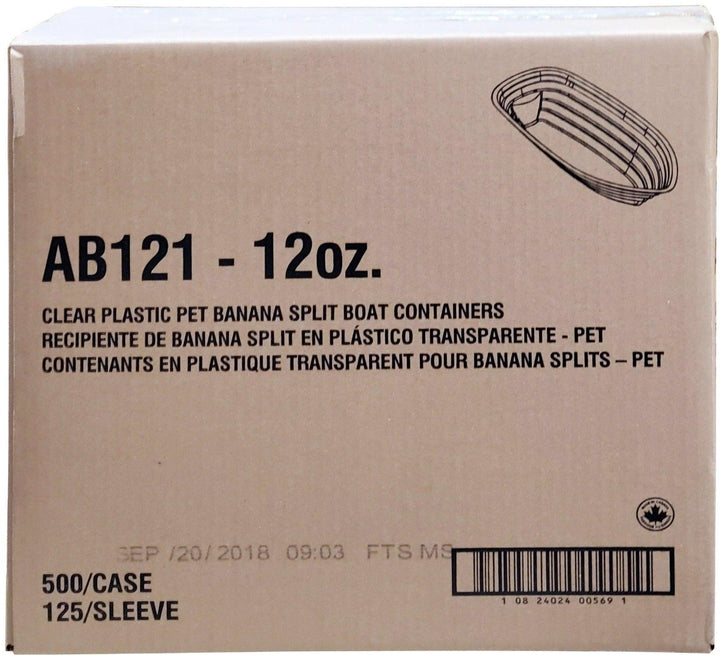 AB121 - 12oz.
CLEAR PLASTIC PET BANANA SPLIT BOAT CONTAINERS
RECIPIENTE DE BANANA SPLIT EN PLÁSTICO TRANSPARENTE - PET
CONTENANTS EN PLASTIQUE TRANSPARENT POUR BANANA SPLITS – PET
SEP /20/ 2018 09:03 FTS MS
500/CASE
125/SLEEVE
1 08 24024 00569 1